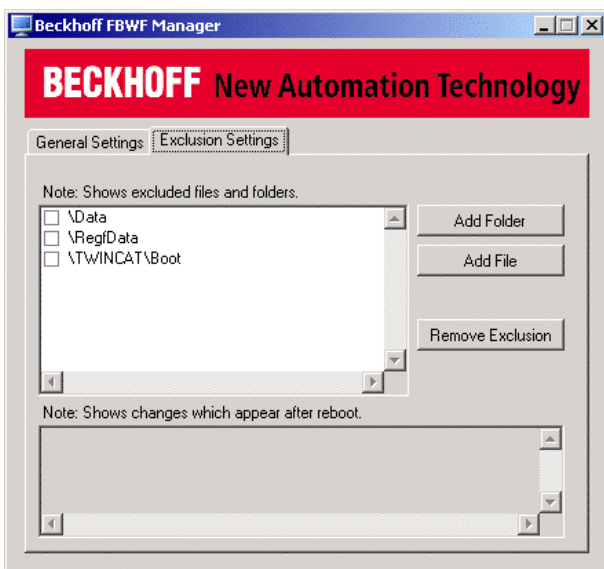 Beckhoff FBWF Manager
BECKHOFF New Automation Technology
General Settings
Exclusion Settings
Note: Shows excluded files and folders.
\Data
\RegfData
\TWINCAT\Boot
Add Folder
Add File
Remove Exclusion
Note: Shows changes which appear after reboot.